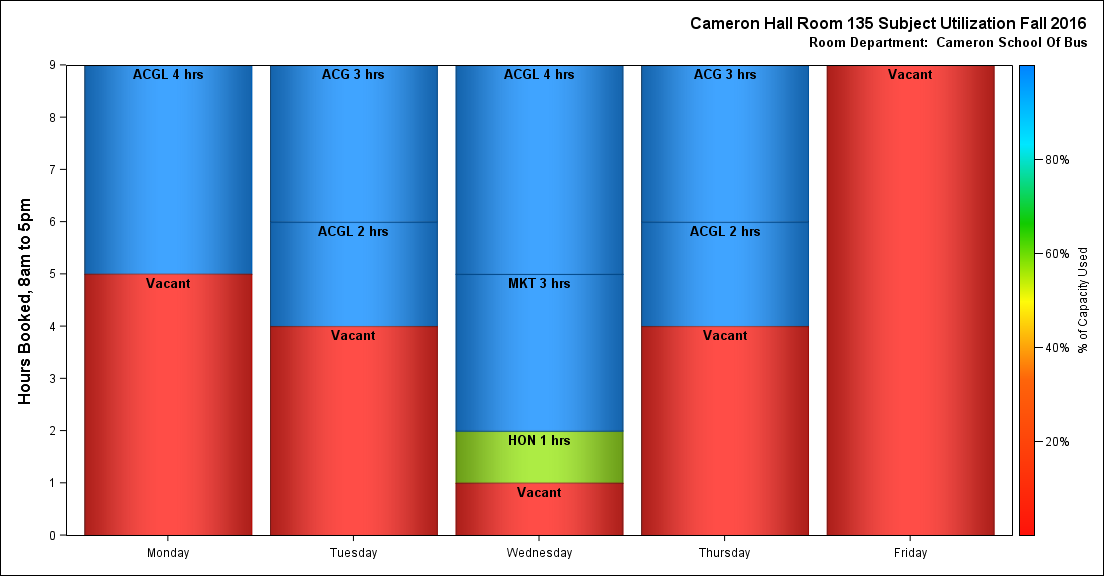 Cameron Hall Room 135 Subject Utilization Fall 2016
Room Department:  Cameron School Of Bus
Hours Booked, 8am to 5pm
9
8
7
6
5
4
3
2
1
0
ACGL 4 hrs
Vacant
ACG 3 hrs
ACGL 2 hrs
Vacant
ACGL 4 hrs
MKT 3 hrs
HON 1 hrs
Vacant
ACG 3 hrs
ACGL 2 hrs
Vacant
Vacant
Monday
Tuesday
Wednesday
Thursday
Friday
80%
60%
40%
20%
% of Capacity Used